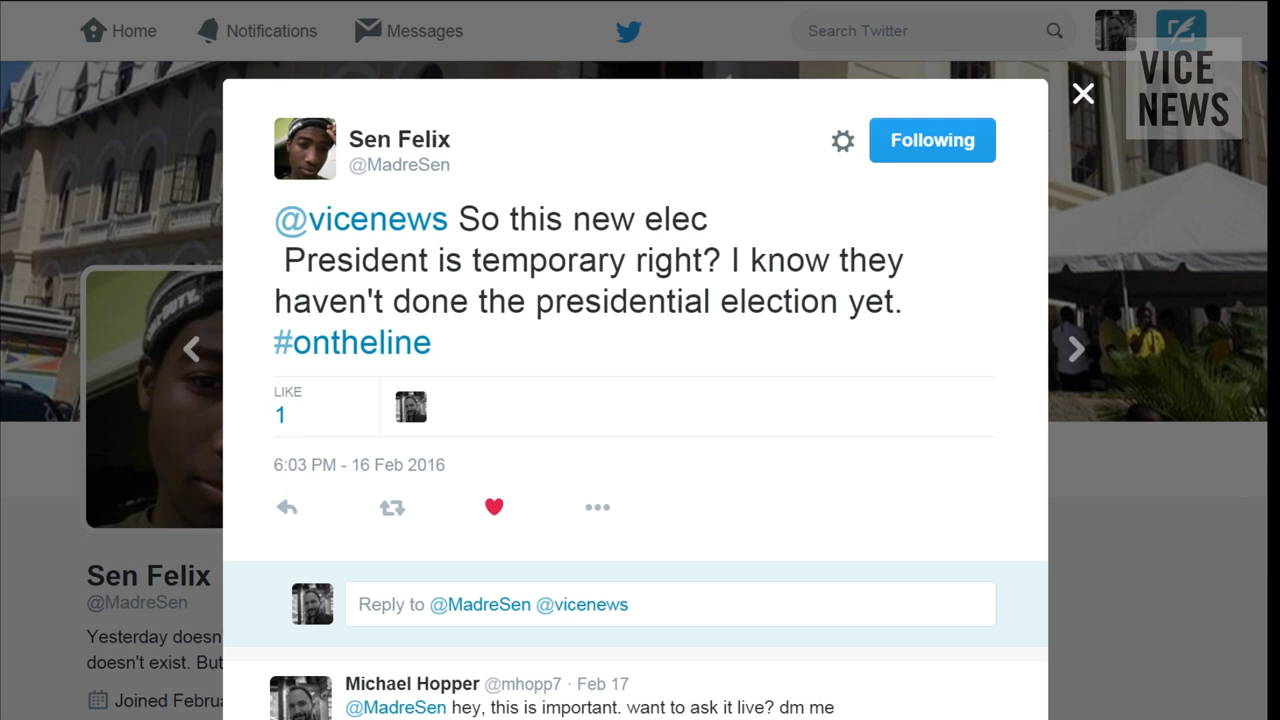 Home
Notifications
Messages
Search Twitter
VICE
NEWS
Sen Felix
@MadreSen
Following
@vicenews So this new elec
President is temporary right? I know they
haven't done the presidential election yet.
#ontheline
LIKE
1
6:03 PM - 16 Feb 2016
Reply to @MadreSen @vicenews
Sen Felix
@MadreSen
Yesterday doesn
doesn't exist. But
Joined Februa
Michael Hopper @mhopp7 · Feb 17
@MadreSen hey, this is important. want to ask it live? dm me